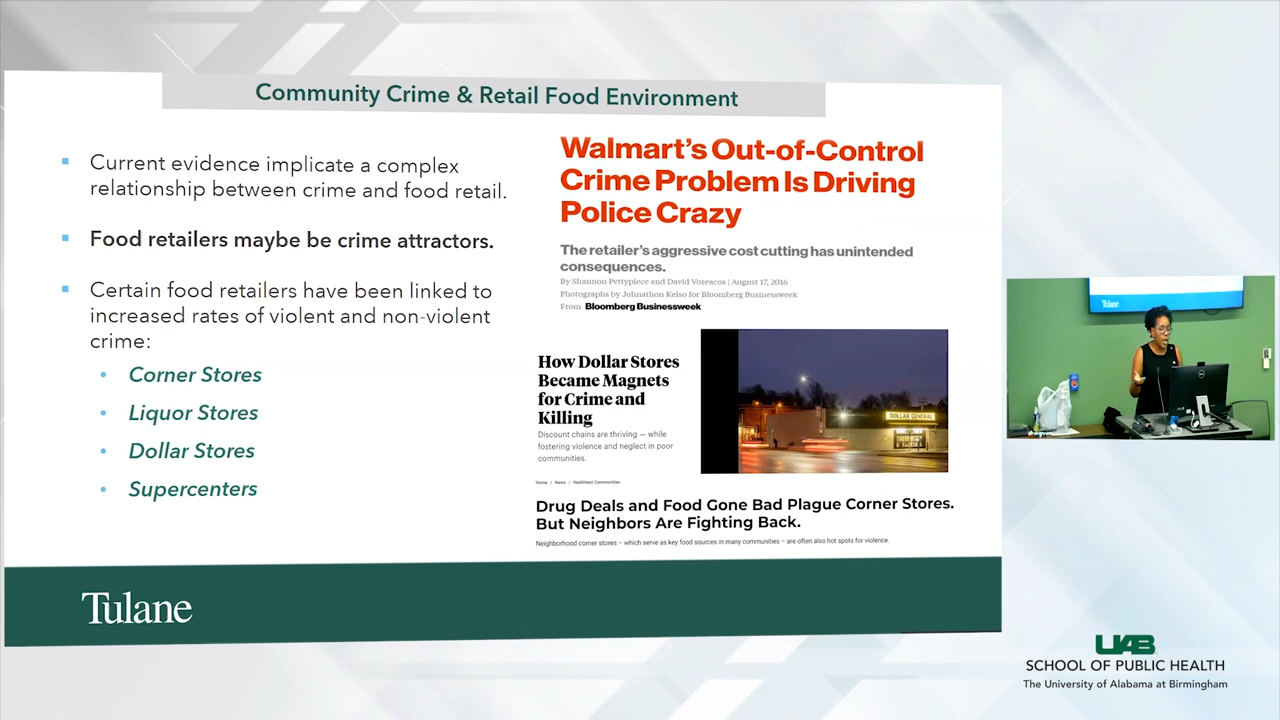 Community Crime & Retail Food Environment
Current evidence implicate a complex
relationship between crime and food retail.
Food retailers maybe be crime attractors.
Certain food retailers have been linked to
increased rates of violent and non-violent
crime:
Corner Stores
Liquor Stores
Dollar Stores
Supercenters
Walmart's Out-of-Control
Crime Problem Is Driving
Police Crazy
The retailer's aggressive cost cutting has unintended
consequences.
By Shannon Pettypiece and David Voreacos | August 17, 2016
Photographs by Johnathon Kelso for Bloomberg Businessweek
From Bloomberg Businessweek
How Dollar Stores
Became Magnets
for Crime and
Killing
Discount chains are thriving — while
fostering violence and neglect in poor
communities.
DOLLAR GENERAL
Home / News / Healthiest Communities
Drug Deals and Food Gone Bad Plague Corner Stores.
But Neighbors Are Fighting Back.
Neighborhood corner stores – which serve as key food sources in many communities – are often also hot spots for violence.
Tulane
Tulane
UAB
SCHOOL OF PUBLIC HEALTH
The University of Alabama at Birmingham